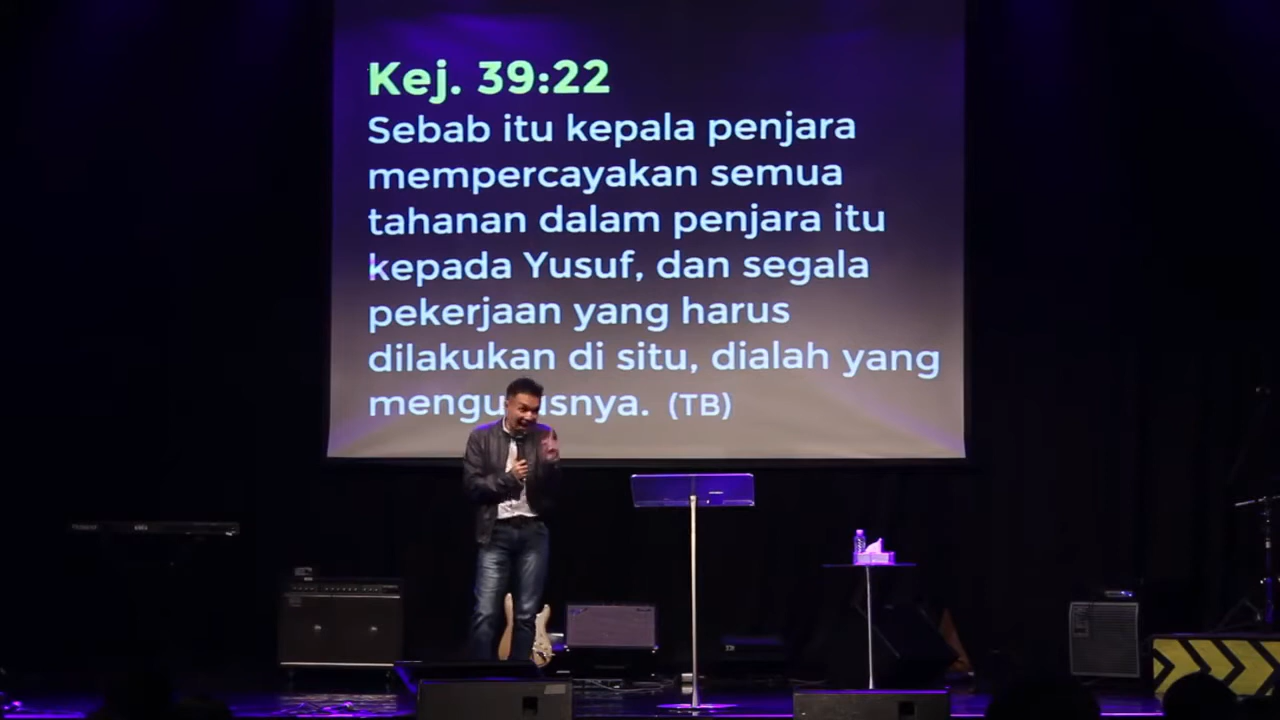 Kej. 39:22
Sebab itu kepala penjara
mempercayakan semua
tahanan dalam penjara itu
kepada Yusuf, dan segala
pekerjaan yang harus
dilakukan di situ, dialah yang
mengurusnya. (TB)